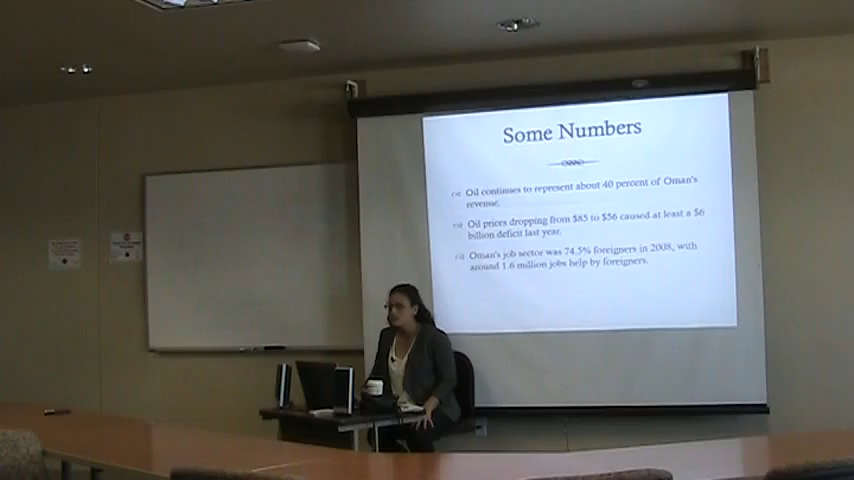 Some Numbers
Oil continues to represent about 40 percent of Oman's
revenue.
Oil prices dropping from $85 to $56 caused at least a $6
billion deficit last year.
Oman's job sector was 74.5% foreigners in 2008, with
around 1.6 million jobs help by foreigners.